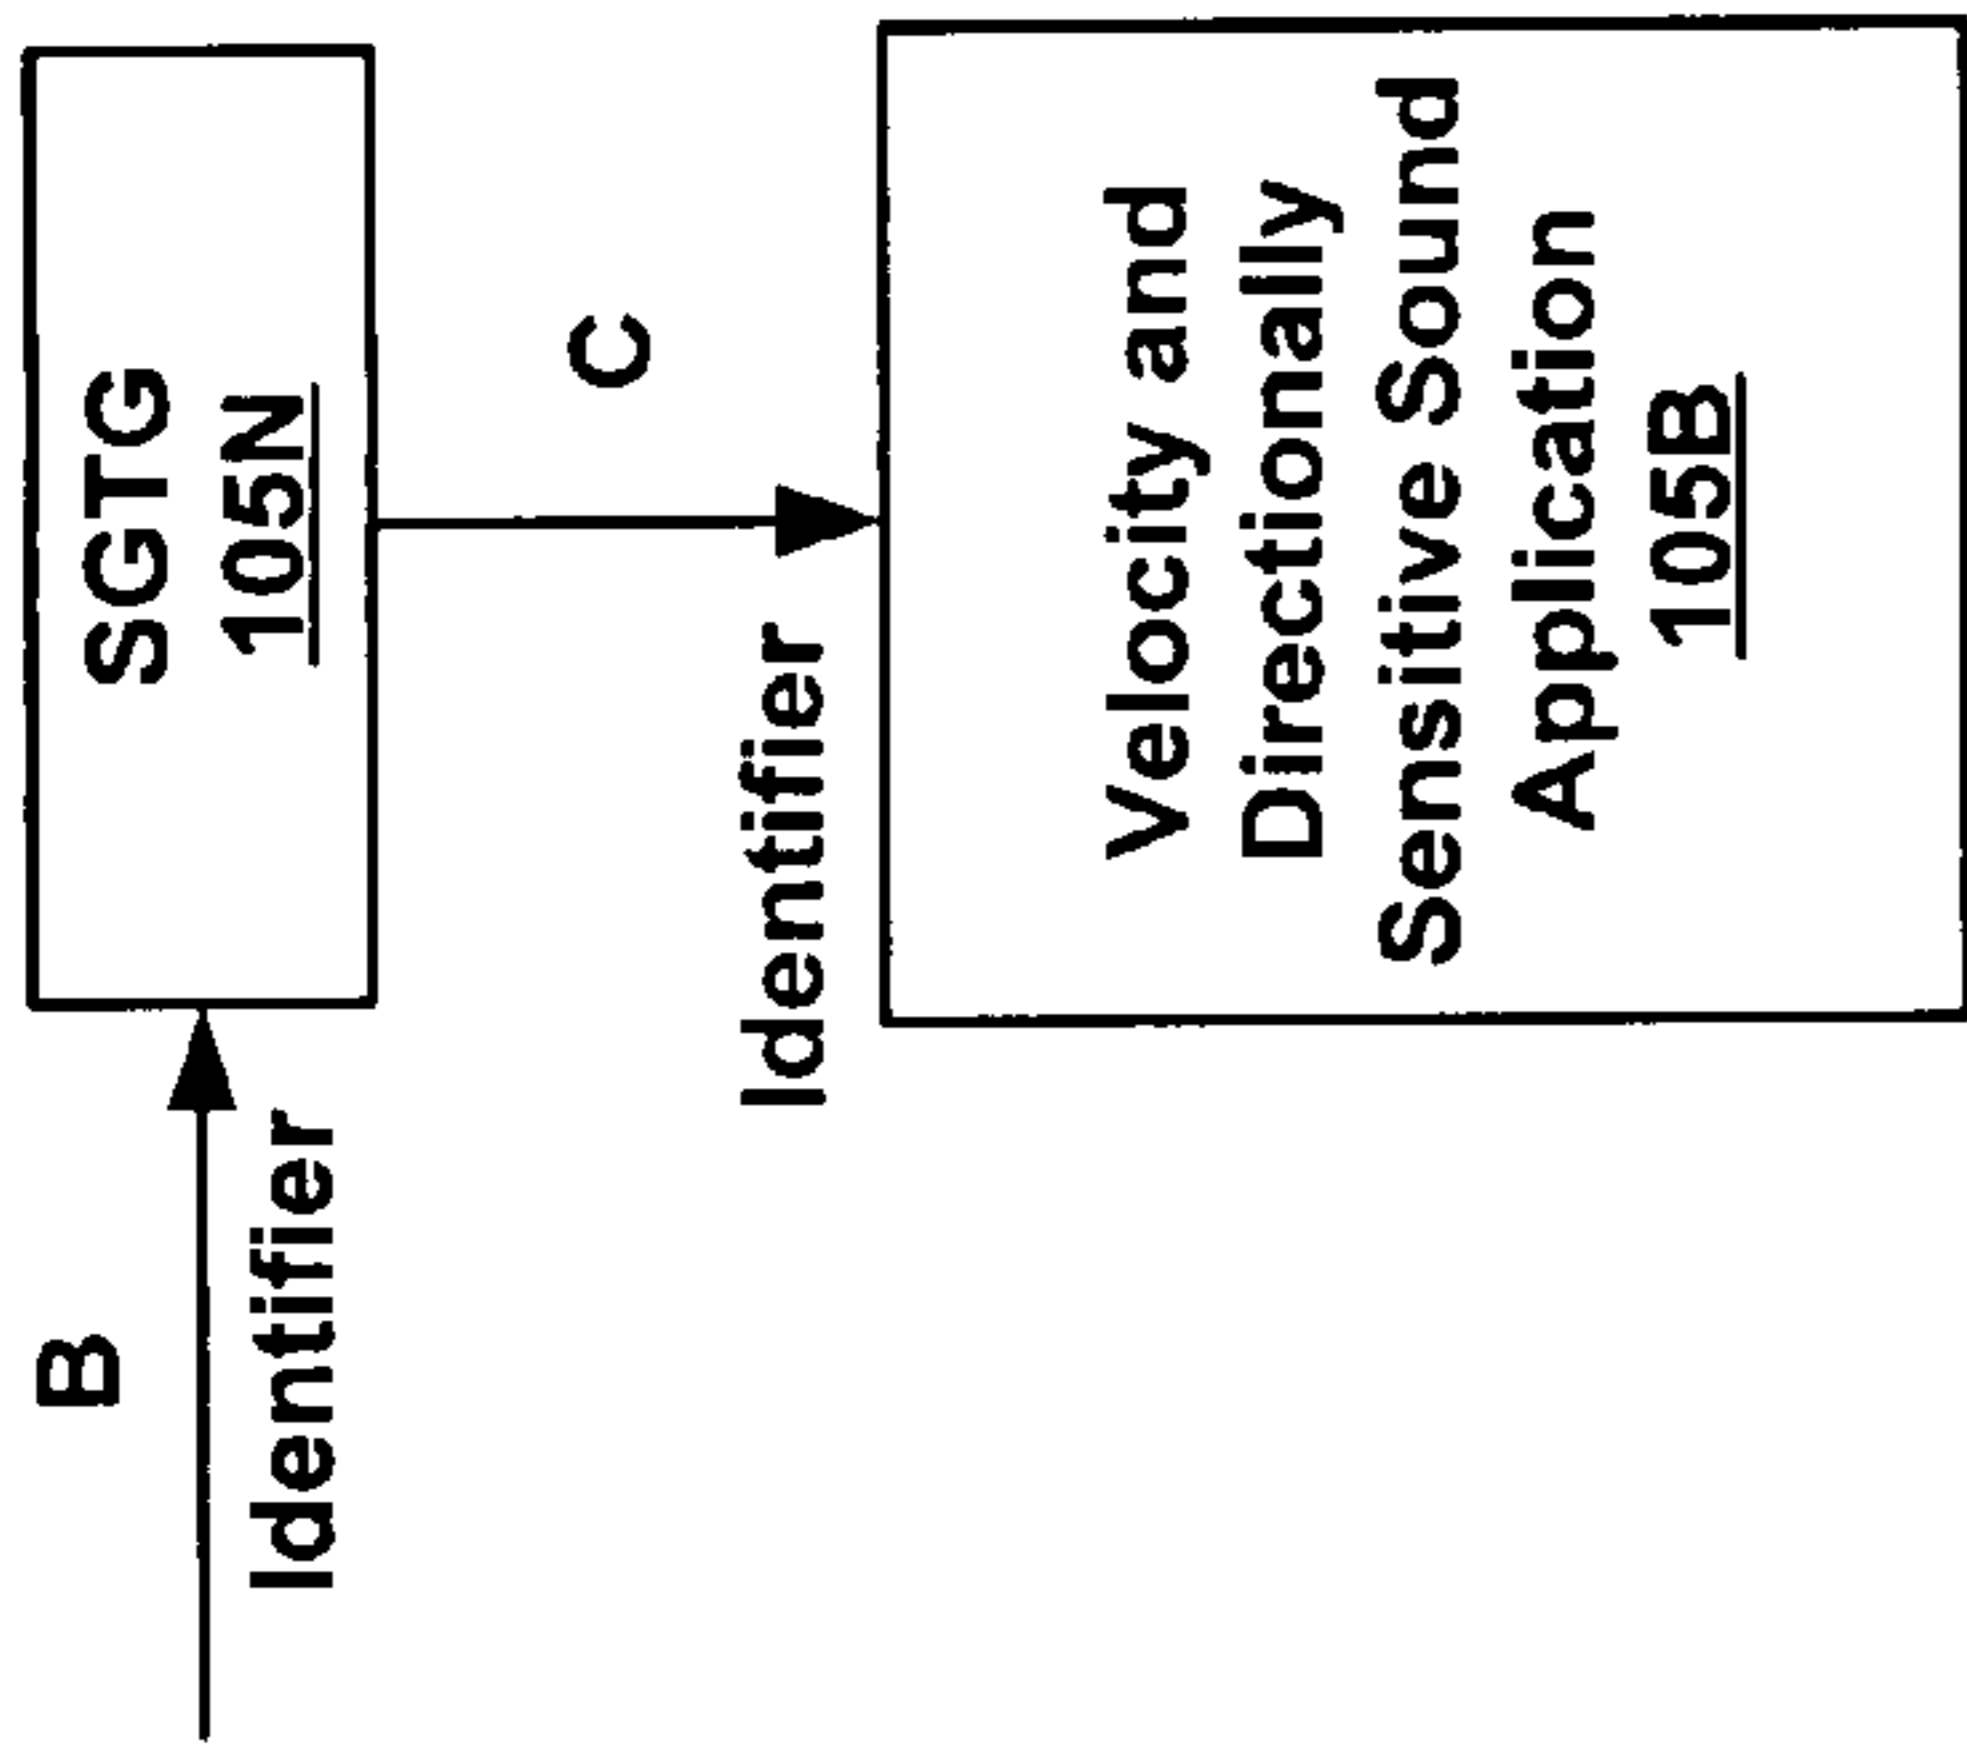 SGTG
105N
B
Identifier
C
Identifier
Velocity and
Directionally
Sensitive Sound
Application
105B